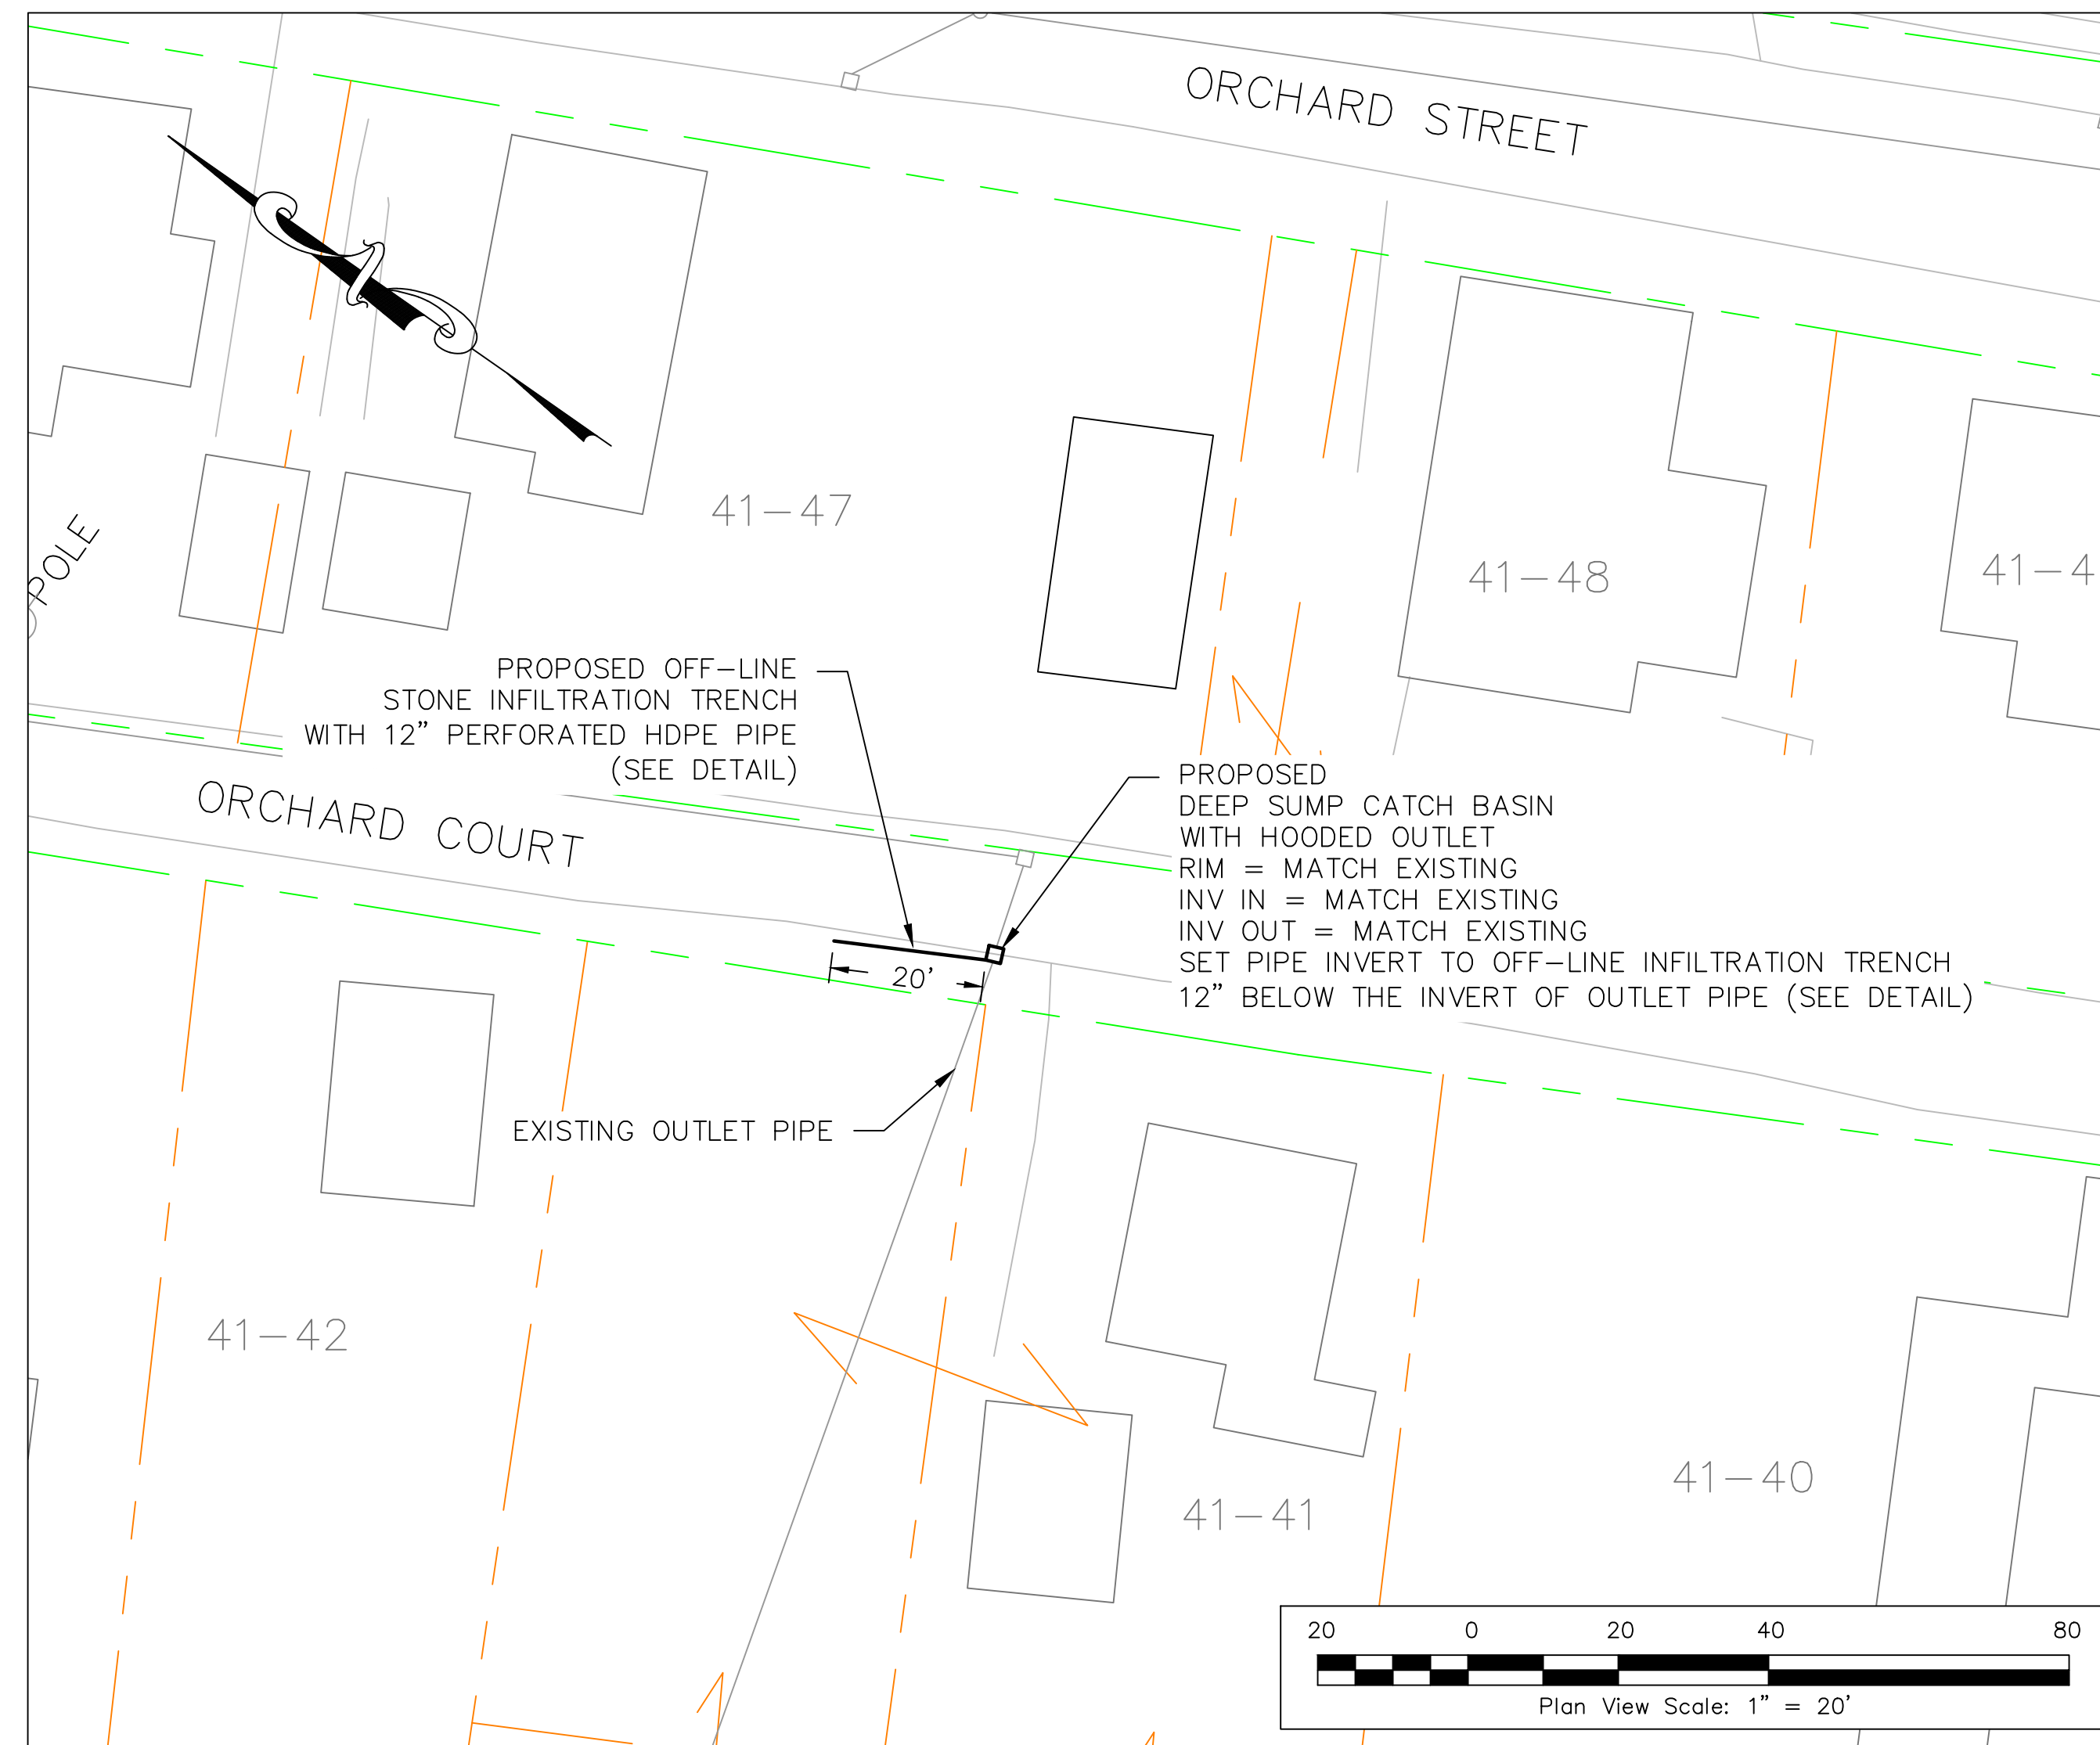 ORCHARD STREET
41-47
41-48
41-4
POLE
PROPOSED OFF-LINE
STONE INFILTRATION TRENCH
WITH 12" PERFORATED HDPE PIPE
(SEE DETAIL)
ORCHARD COURT
PROPOSED
DEEP SUMP CATCH BASIN
WITH HOODED OUTLET
RIM = MATCH EXISTING
INV IN = MATCH EXISTING
INV OUT = MATCH EXISTING
SET PIPE INVERT TO OFF-LINE INFILTRATION TRENCH
12" BELOW THE INVERT OF OUTLET PIPE (SEE DETAIL)
20'
EXISTING OUTLET PIPE
41-42
41-41
41-40
20 0 20 40 80
Plan View Scale: 1" = 20'